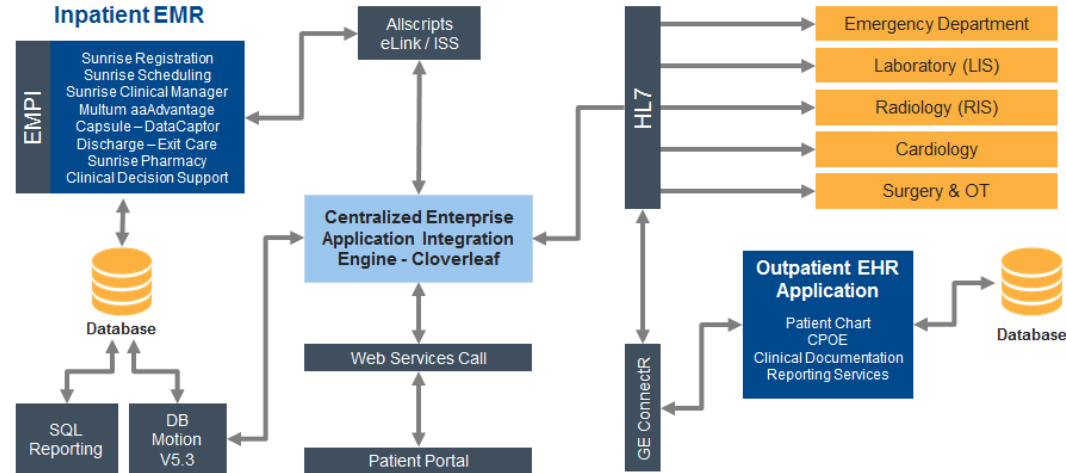 Inpatient EMR
EMPI
Sunrise Registration
Sunrise Scheduling
Sunrise Clinical Manager
Multum aaAdvantage
Capsule – DataCaptor
Discharge – Exit Care
Sunrise Pharmacy
Clinical Decision Support
Allscripts
eLink / ISS
HL7
Emergency Department
Laboratory (LIS)
Radiology (RIS)
Cardiology
Surgery & OT
Centralized Enterprise
Application Integration
Engine - Cloverleaf
Database
SQL
Reporting
DB
Motion
V5.3
Web Services Call
Patient Portal
GE ConnectR
Outpatient EHR
Application
Patient Chart
CPOE
Clinical Documentation
Reporting Services
Database